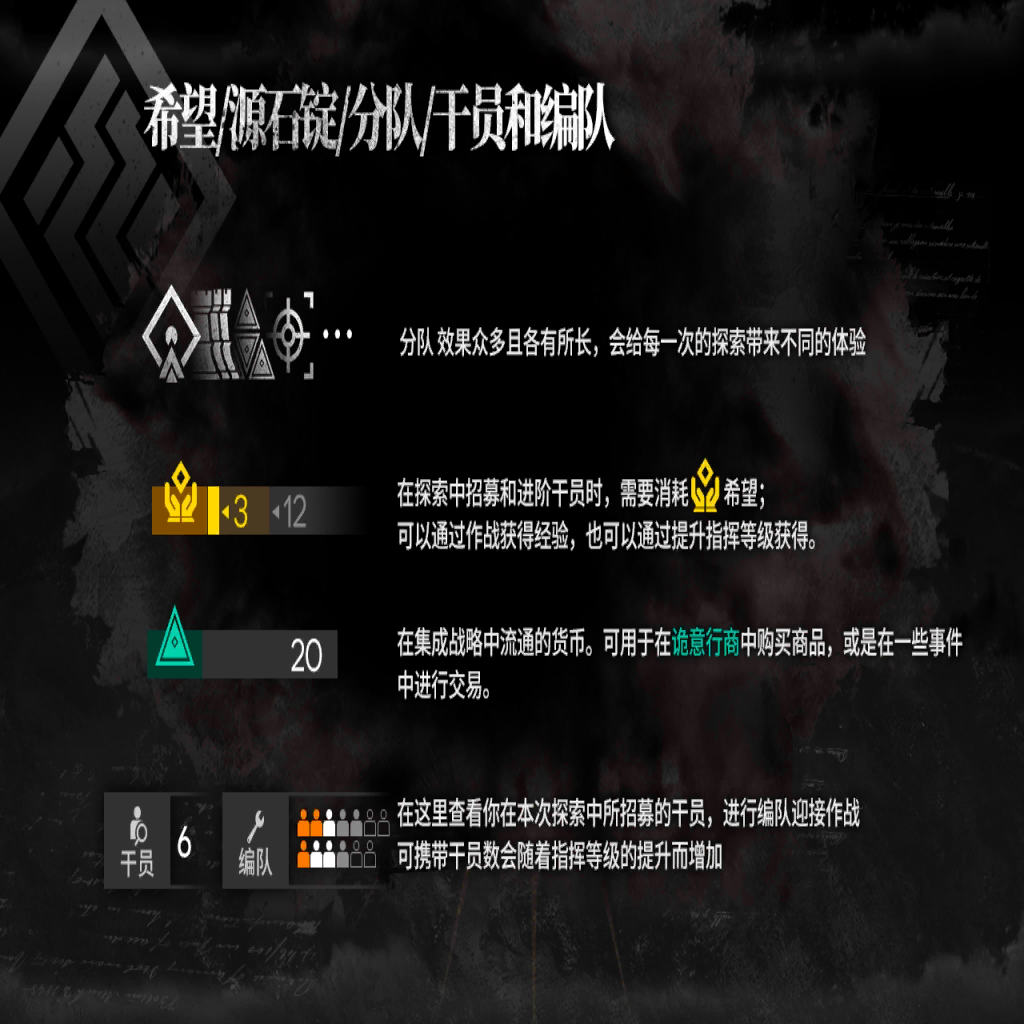 希望/源石锭/分队/干员和编队
分队 效果众多且各有所长，会给每一次的探索带来不同的体验
3 12
在探索中招募和进阶干员时，需要消耗希望；
可以通过作战获得经验，也可以通过提升指挥等级获得。
20
在集成战略中流通的货币。可用于在诡意行商中购买商品，或是在一些事件
中进行交易。
干员 6 编队
在这里查看你在本次探索中所招募的干员，进行编队迎接作战
可携带干员数会随着指挥等级的提升而增加